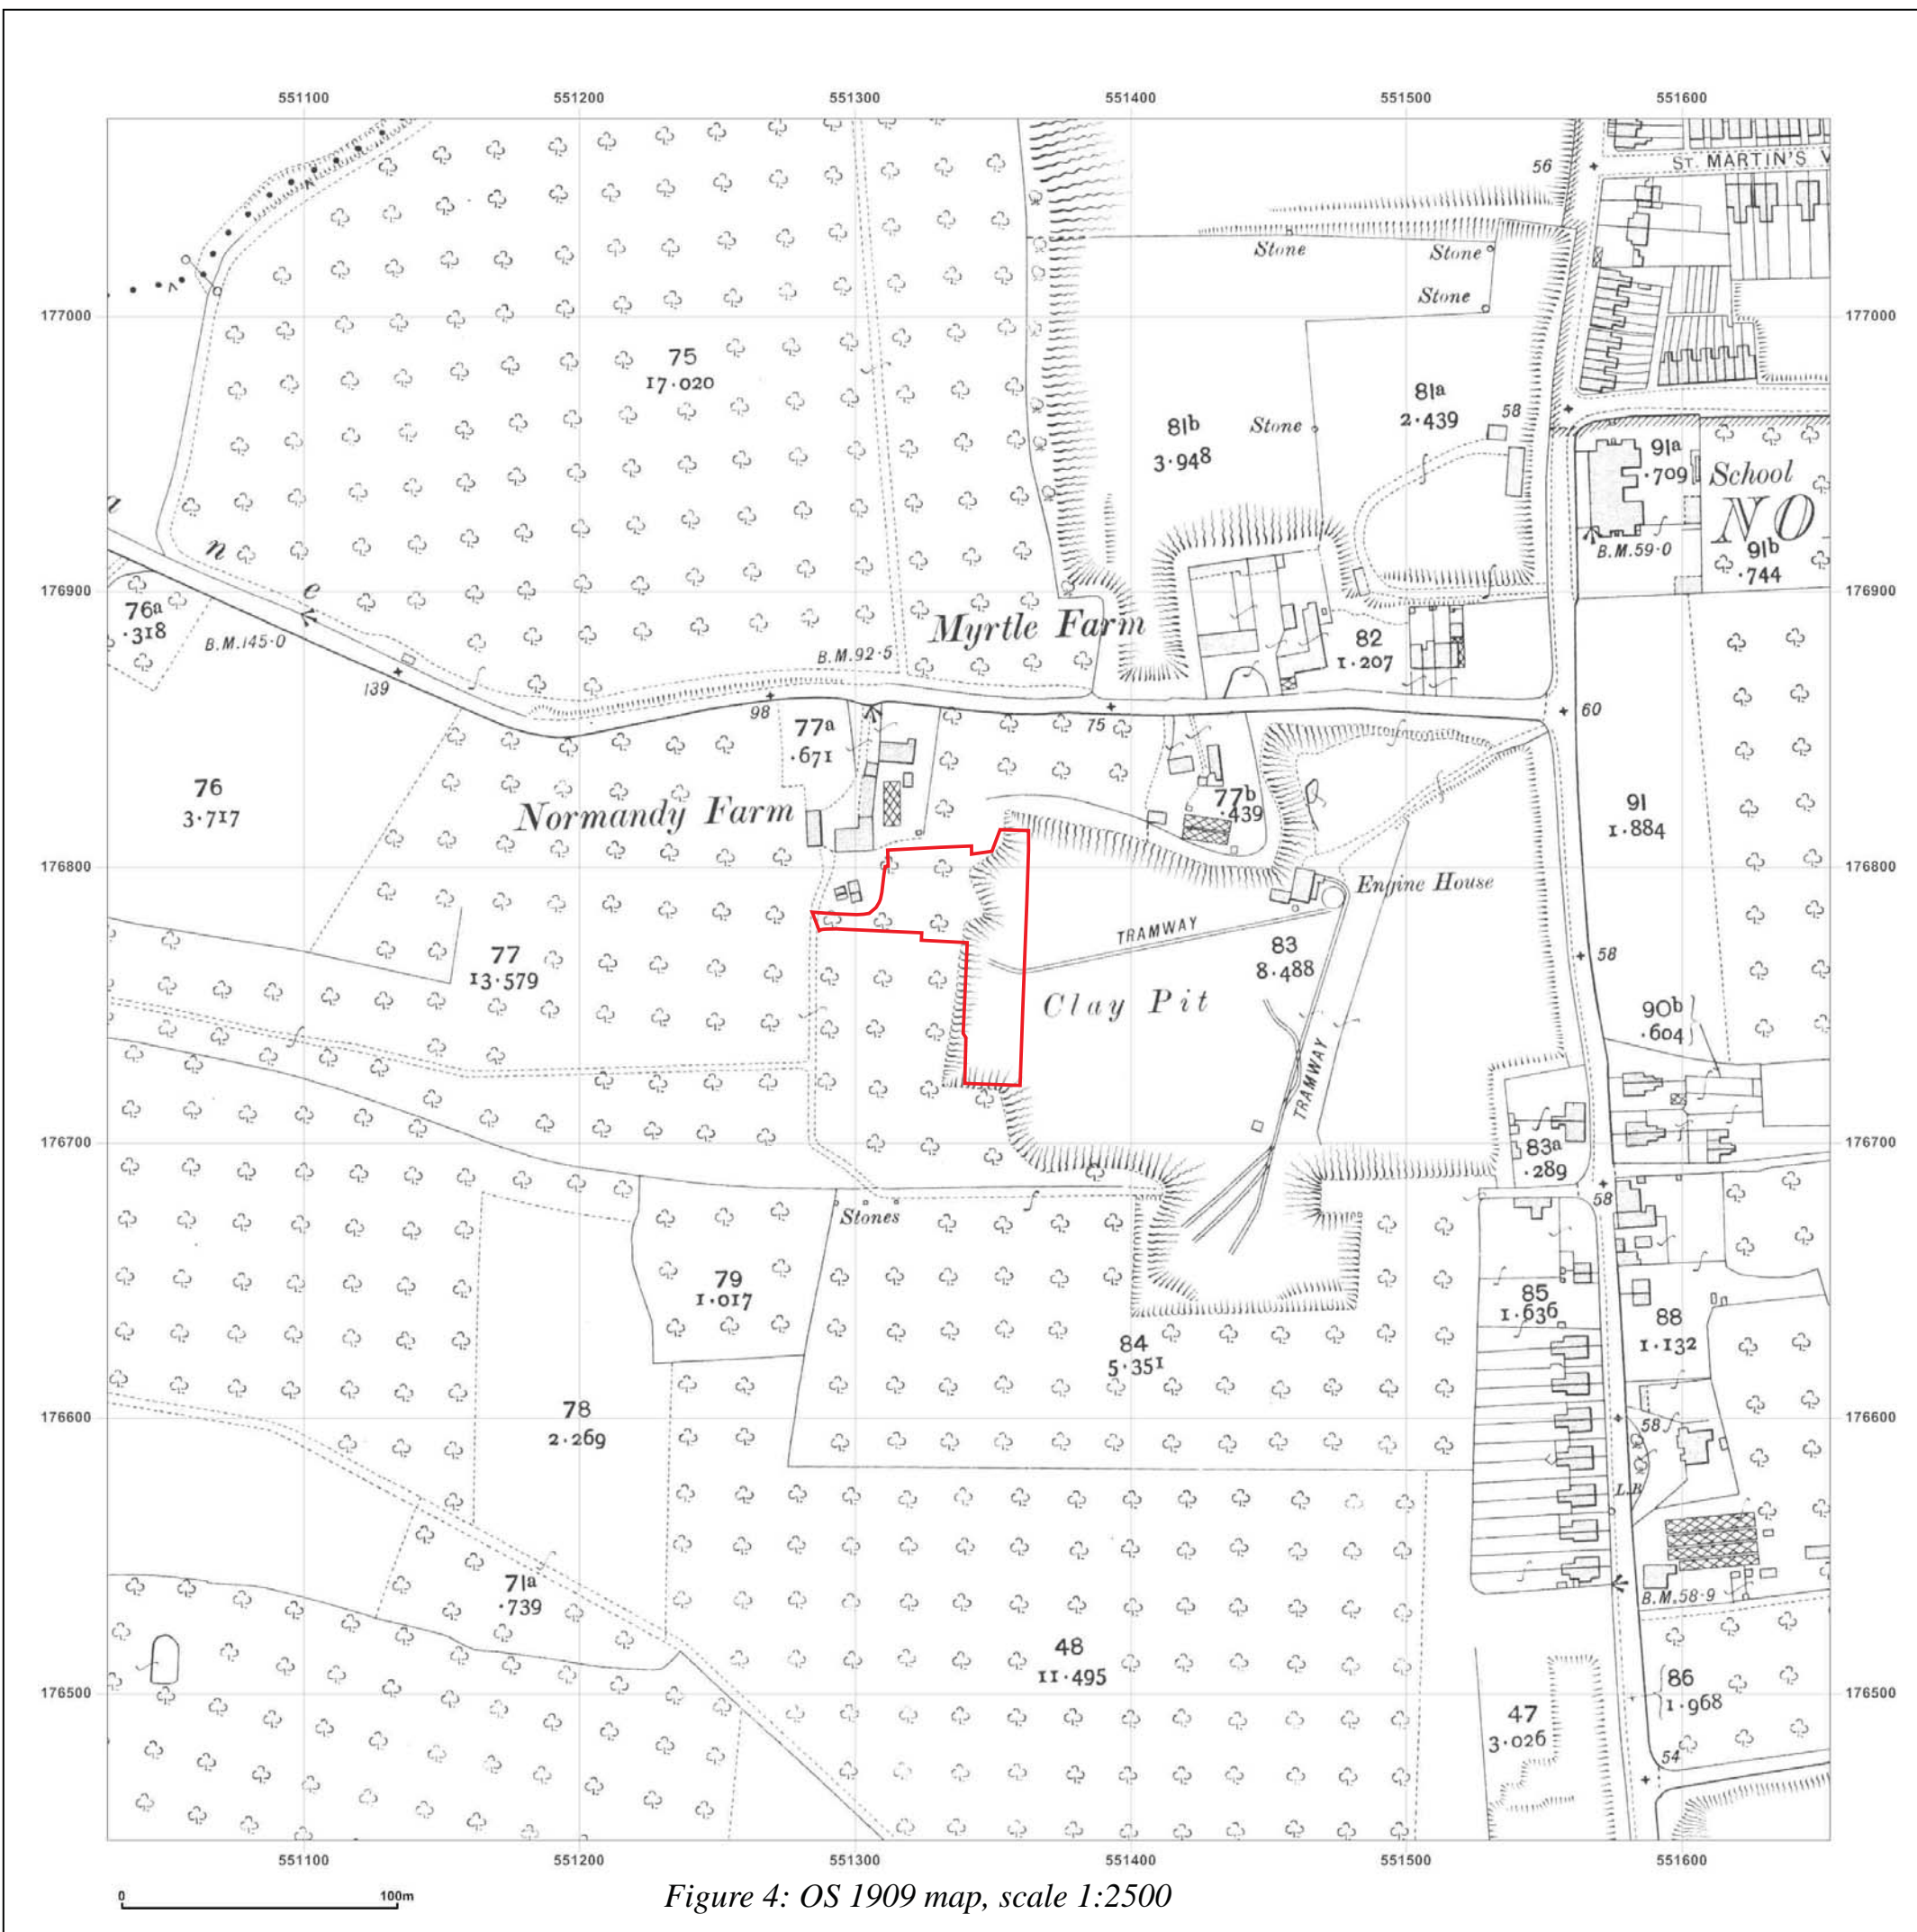 551100 551200 551300 551400 551500 551600
56
ST. MARTIN'S V
Stone
Stone
Stone
177000 177000
75
17.020
81a
2.439
58
81b
3.948
Stone
91a
.709
School
NO
a
n
e
B.M.59.0
91b
.744
176900 176900
76a
.318
B.M.145.0
Myrtle Farm
82
1.207
B.M.92.5
139
98
75
60
77a
.671
76
3.717
Normandy Farm
77b
.439
91
1.884
176800 176800
Engine House
TRAMWAY
83
8.488
77
13.579
58
Clay Pit
90b
.604
TRAMWAY
176700 176700
83a
.289
58
Stones
79
1.017
85
1.636
88
1.132
84
5.351
176600 176600
78
2.269
58
L.B
71a
.739
B.M.58.9
48
11.495
86
1.968
176500 176500
47
3.026
54
551100 551200 551300 551400 551500 551600
0 100m
Figure 4: OS 1909 map, scale 1:2500